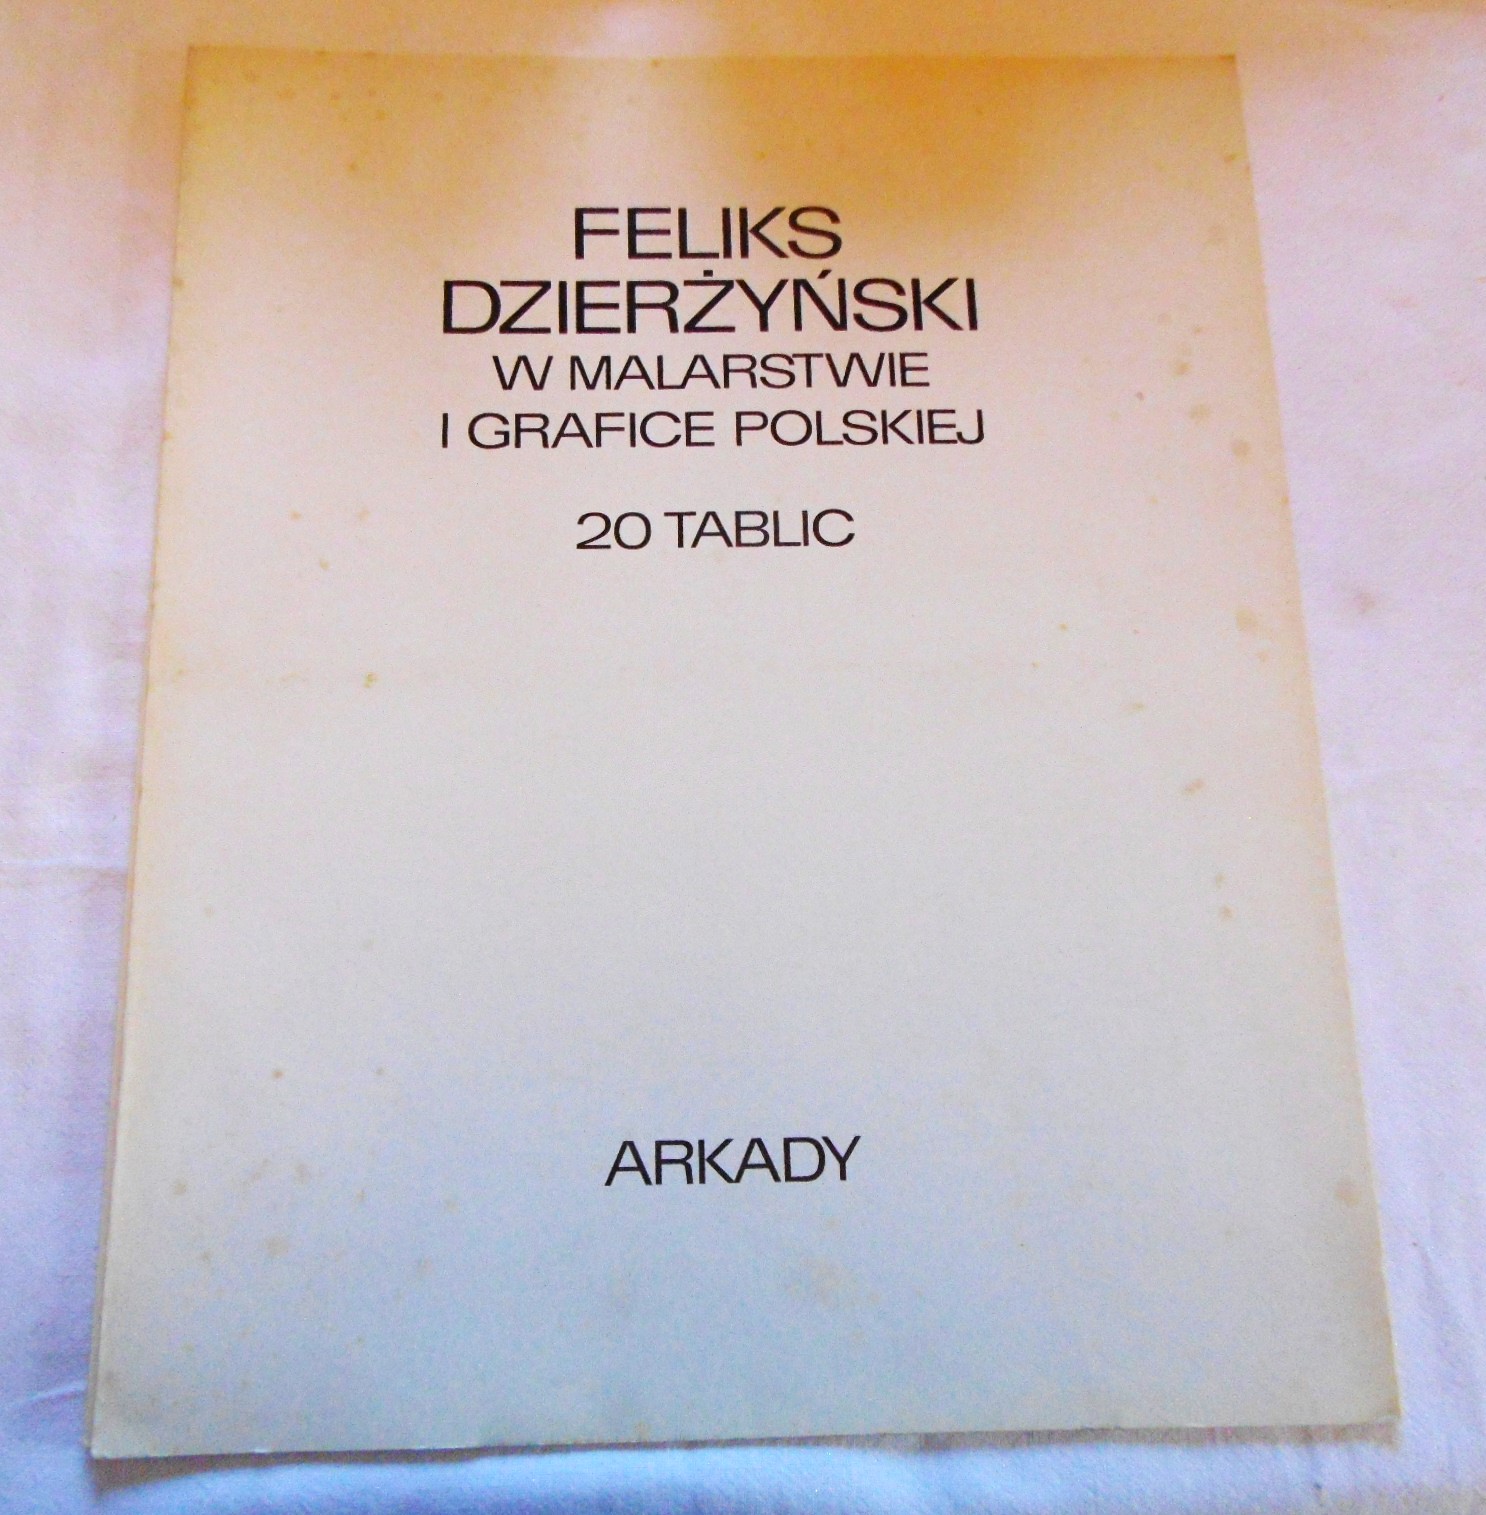 FELIKS
DZIERŻYŃSKI
W MALARSTWIE
I GRAFICE POLSKIEJ
20 TABLIC
ARKADY